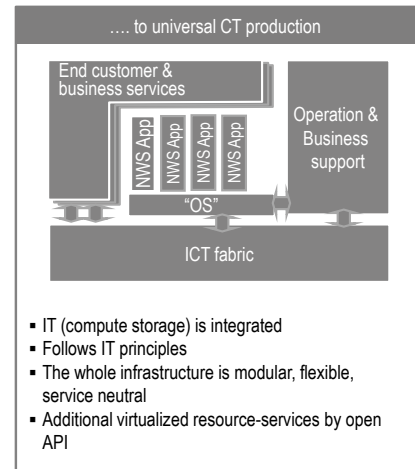 …. to universal CT production
End customer &
business services
NWS App
NWS App
NWS App
NWS App
Operation &
Business
support
“OS”
ICT fabric
▪ IT (compute storage) is integrated
▪ Follows IT principles
▪ The whole infrastructure is modular, flexible,
service neutral
▪ Additional virtualized resource-services by open
API